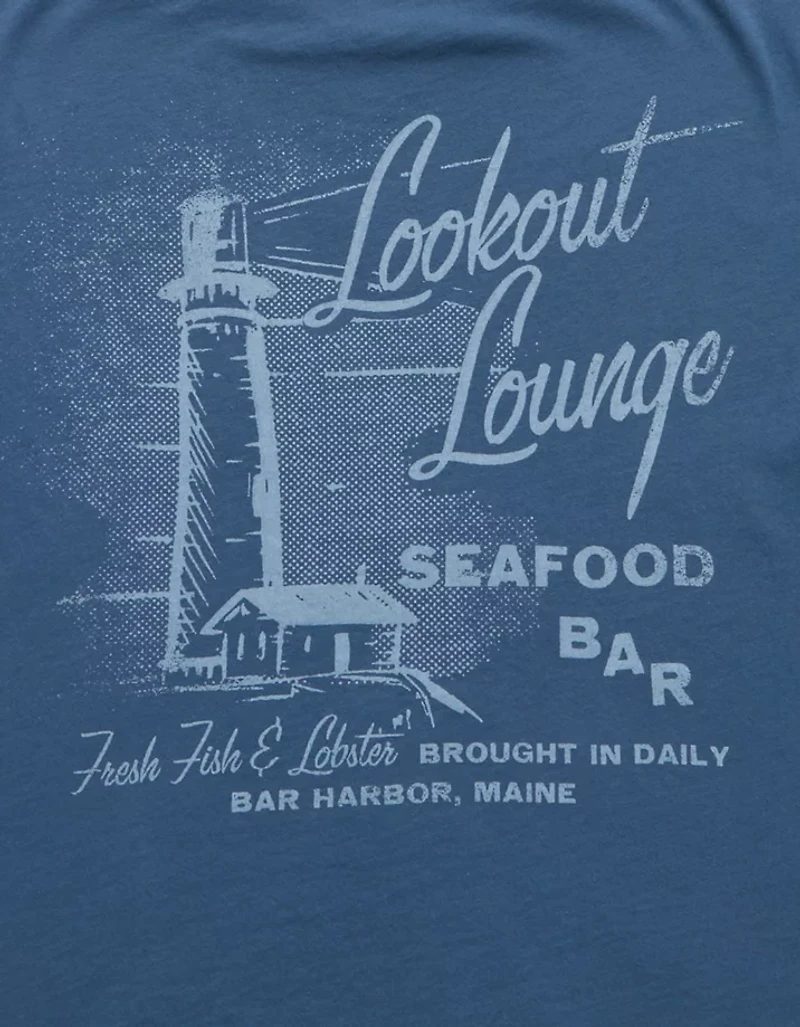 Lookout
Lounge
SEAFOOD
BAR
Fresh Fish & Lobster BROUGHT IN DAILY
BAR HARBOR, MAINE